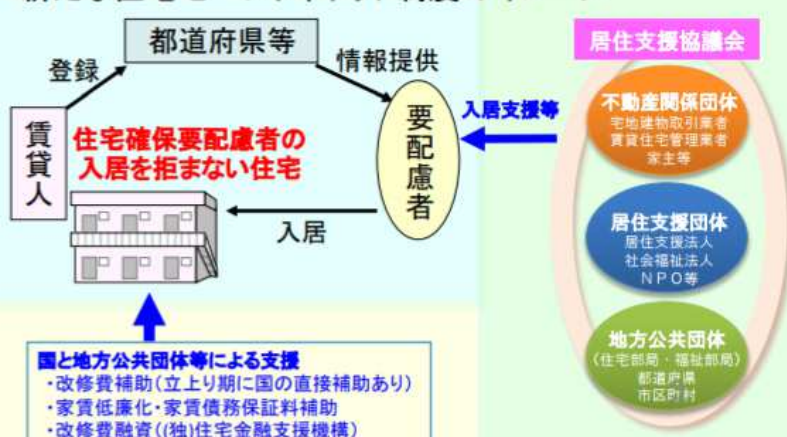 都道府県等
登録
情報提供
賃貸人
住宅確保要配慮者の
入居を拒まない住宅
要配慮者
入居
入居支援等
居住支援協議会
不動産関係団体
宅地建物取引業者
賃貸住宅管理業者
家主等
居住支援団体
居住支援法人
社会福祉法人
NPO等
地方公共団体
(住宅部局・福祉部局)
都道府県
市区町村
国と地方公共団体等による支援
・改修費補助(立上り期に国の直接補助あり)
・家賃低廉化・家賃債務保証料補助
・改修費融資((独)住宅金融支援機構)